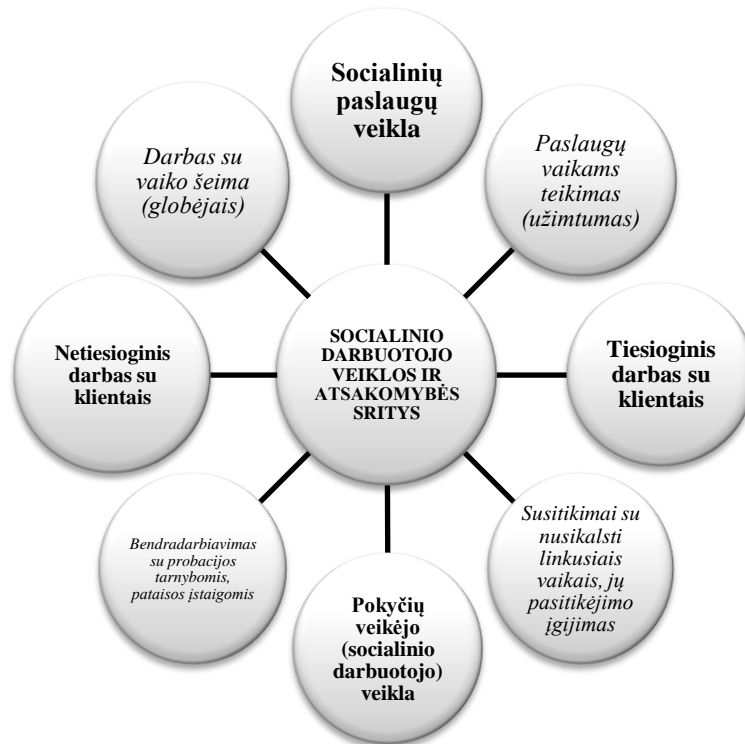 Socialinių
paslaugų
veikla
Darbas su
vaiko šeima
(globėjais)
Paslaugų
vaikams
teikimas
(užimtumas)
Netiesioginis
darbas su
klientais
SOCIALINIO
DARBUOTOJO
VEIKLOS IR
ATSAKOMYBĖS
SRITYS
Tiesioginis
darbas su
klientais
Bendradarbiavimas
su probacijos
tarnybomis,
pataisos įstaigomis
Pokyčių
veikėjo
(socialinio
darbuotojo)
veikla
Susitikimai su
nusikalsti
linkusiais
vaikais, jų
pasitikėjimo
įgijimas